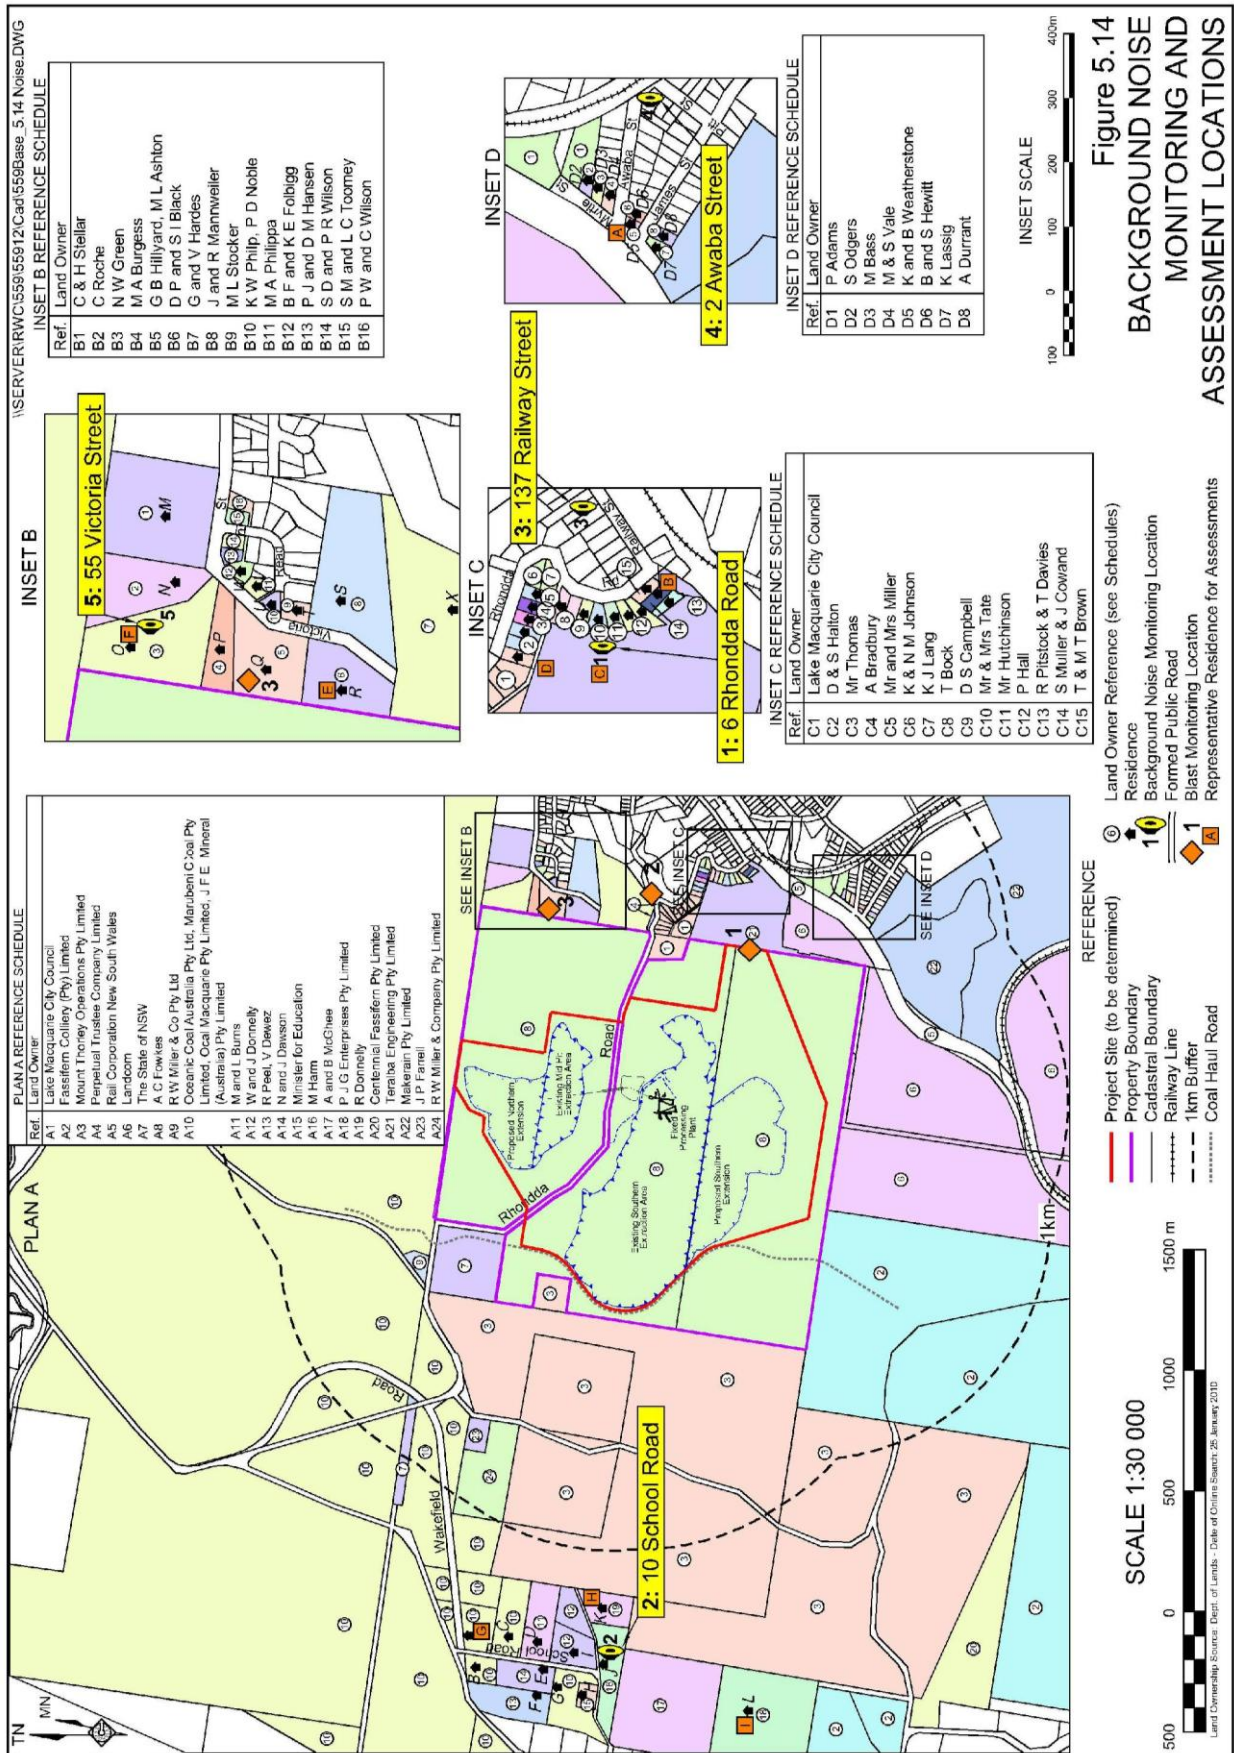 \\SERVER\RWC\559\55912\Cad\559Base_5.14 Noise.DWG
PLAN A
TN
MN
PLAN A REFERENCE SCHEDULE
Ref. Land Owner
A1 Lake Macquarie City Council
A2 Fassifern Colliery (Pty) Limited
A3 Mount Thorley Operations Pty Limited
A4 Perpetual Trustee Company Limited
A5 Rail Corporation New South Wales
A6 Landcom
A7 The State of NSW
A8 A C Fowkes
A9 R W Miller & Co Pty Ltd
A10 Oceanic Coal Australia Pty Ltd, Marubeni Coal Pty
Limited, Ocal Macquarie Pty Limited, J F E Mineral
(Australia) Pty Limited
A11 M and L Burns
A12 W and J Donnelly
A13 R Peel, V Dewez
A14 N and J Dawson
A15 Minister for Education
A16 M Harm
A17 A and B McGhee
A18 P J G Enterprises Pty Limited
A19 R Donnelly
A20 Centennial Fassifern Pty Limited
A21 Teralba Engineering Pty Limited
A22 Makerain Pty Limited
A23 J P Farrell
A24 R W Miller & Company Pty Limited
SEE INSET B
SEE INSET C
SEE INSET D
Wakefield
Road
School Road
Rhondda
Road
Proposed Northern
Extension
Existing Mid Pit
Extraction Area
Existing Southern
Extraction Area
Fixed
Processing
Plant
Proposed Southern
Extension
2: 10 School Road
1km
INSET B
5: 55 Victoria Street
Victoria
St
INSET B REFERENCE SCHEDULE
Ref. Land Owner
B1 C & H Stellar
B2 C Roche
B3 N W Green
B4 M A Burgess
B5 G B Hillyard, M L Ashton
B6 D P and S I Black
B7 G and V Hardes
B8 J and R Mannweiler
B9 M L Stocker
B10 K W Philip, P D Noble
B11 M A Philippa
B12 B F and K E Folbigg
B13 P J and D M Hansen
B14 S D and P R Wilson
B15 S M and L C Toomey
B16 P W and C Wilson
INSET C
3: 137 Railway Street
1: 6 Rhondda Road
Rhondda
Rd
Railway St
INSET C REFERENCE SCHEDULE
Ref. Land Owner
C1 Lake Macquarie City Council
C2 D & S Halton
C3 Mr Thomas
C4 A Bradbury
C5 Mr and Mrs Miller
C6 K & N M Johnson
C7 K Lang
C8 T Bock
C9 D S Campbell
C10 Mr & Mrs Tate
C11 Mr Hutchinson
C12 P Hall
C13 R Pitstock & T Davies
C14 S Muller & J Cowand
C15 T & M T Brown
INSET D
4: 2 Awaba Street
Myrtle St
Awaba St
James St
INSET D REFERENCE SCHEDULE
Ref. Land Owner
D1 P Adams
D2 S Odgers
D3 M Bass
D4 M & S Vale
D5 K and B Weatherstone
D6 B and S Hewitt
D7 K Lassig
D8 A Durrant
REFERENCE
Project Site (to be determined)
Property Boundary
Cadastral Boundary
Railway Line
1km Buffer
Coal Haul Road
Land Owner Reference (see Schedules)
Residence
Background Noise Monitoring Location
Formed Public Road
Blast Monitoring Location
Representative Residence for Assessments
SCALE 1:30 000
500 0 500 1000 1500 m
Land Ownership Source: Dept. of Lands - Date of Online Search: 25 January 2010
INSET SCALE
100 0 100 200 300 400m
Figure 5.14
BACKGROUND NOISE
MONITORING AND
ASSESSMENT LOCATIONS